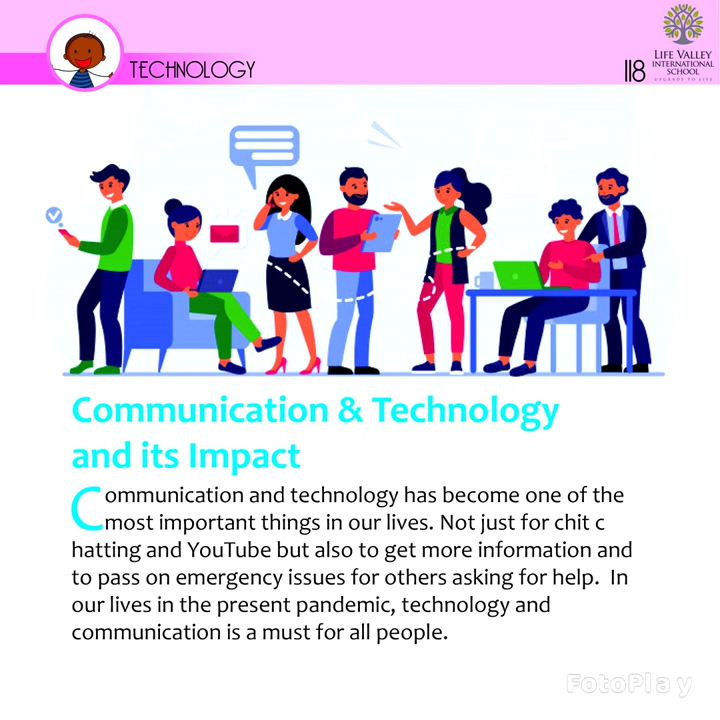 TECHNOLOGY
118
LIFE VALLEY
INTERNATIONAL
SCHOOL
UPGRADE TO LIFE
Communication & Technology
and its Impact
Communication and technology has become one of the
most important things in our lives. Not just for chit c
hatting and YouTube but also to get more information and
to pass on emergency issues for others asking for help.  In
our lives in the present pandemic, technology and
communication is a must for all people.
FotoPlay